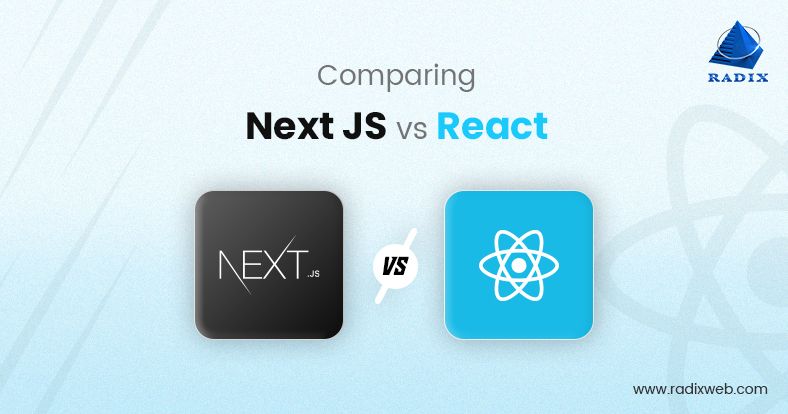 RADIX
Comparing
Next JS vs React
NEXT.JS
VS
www.radixweb.com